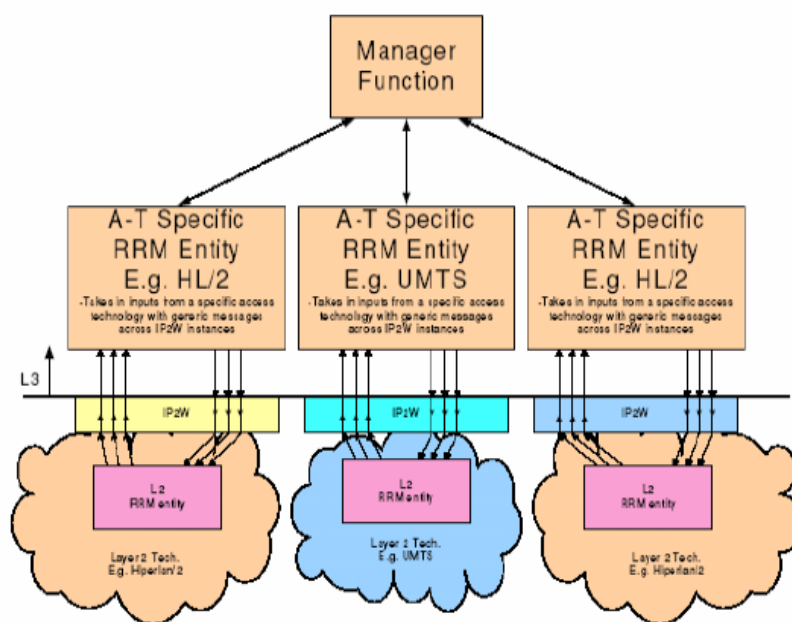 Manager
Function
A-T Specific
RRM Entity
E.g. HL/2
-Takes in inputs from a specific access
technology with generic messages
across IP2W instances
A-T Specific
RRM Entity
E.g. UMTS
-Takes in inputs from a specific access
technology with generic messages
across IP2W instances
A-T Specific
RRM Entity
E.g. HL/2
-Takes in inputs from a specific access
technology with generic messages
across IP2W instances
L3
IP2W
IP2W
IP2W
L2
RRM entity
L2
RRM entity
L2
RRM entity
Layer 2 Tech.
E.g. Hiperlan/2
Layer 2 Tech.
E.g. UMTS
Layer 2 Tech.
E.g. Hiperlan/2